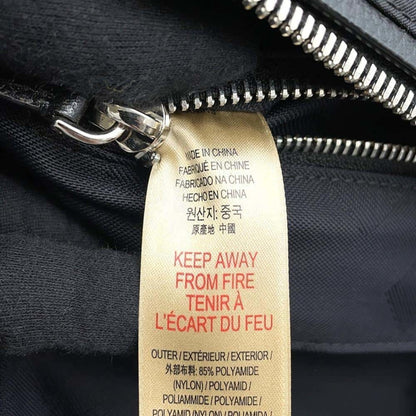 MADE IN CHINA
FABRIQUÉ EN CHINE
FABRICADO NA CHINA
HECHO EN CHINA
원산지: 중국
原產地 中國
KEEP AWAY
FROM FIRE
TENIR À
L'ÉCART DU FEU
OUTER / EXTÉRIEUR / EXTERIOR /
外部布料 : 85% POLYAMIDE
(NYLON) / POLYAMID /
POLIAMMIDE / POLYAMIDE
(NYLON) / POLIAMIDA /